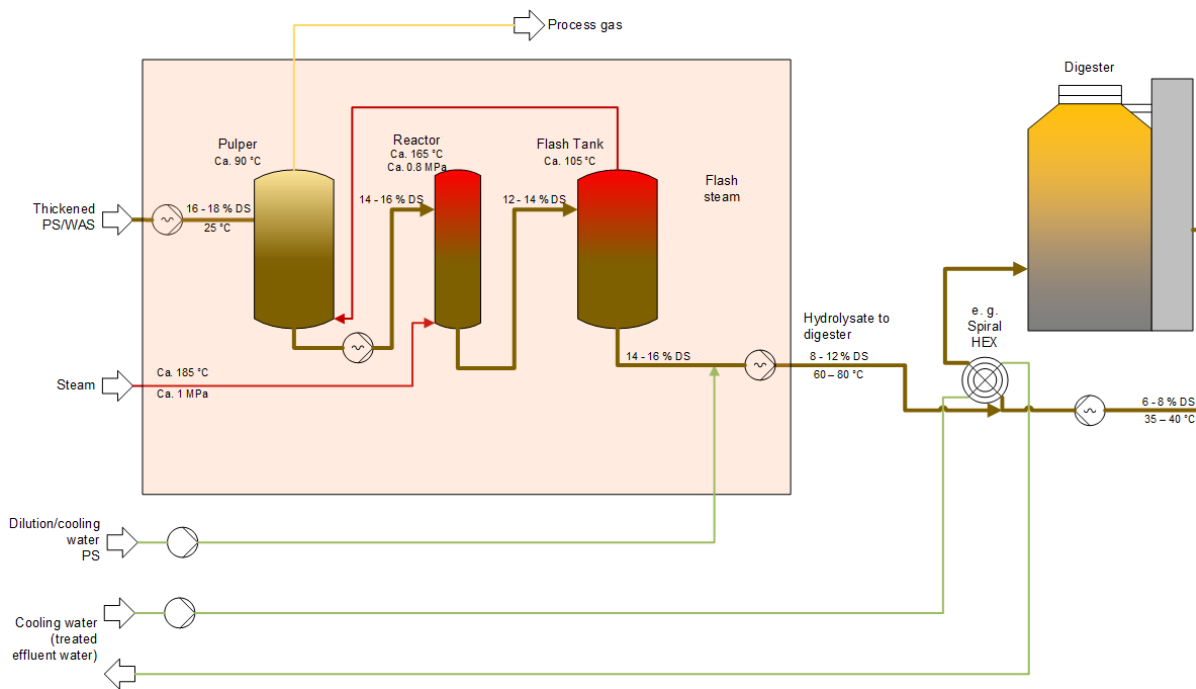 Process gas
Digester
Pulper
Ca. 90 °C
Reactor
Ca. 165 °C
Ca. 0.8 MPa
Flash Tank
Ca. 105°C
Flash
steam
Thickened
PS/WAS
16 - 18 % DS
25 °C
14 - 16 % DS
12 - 14 % DS
Hydrolysate to
digester
e. g.
Spiral
HEX
14 - 16 % DS
8 - 12 % DS
60 – 80 °C
Steam
Ca. 185 °C
Ca. 1 MPa
6 - 8 % DS
35 – 40 °C
Dilution/cooling
water
PS
Cooling water
(treated
effluent water)